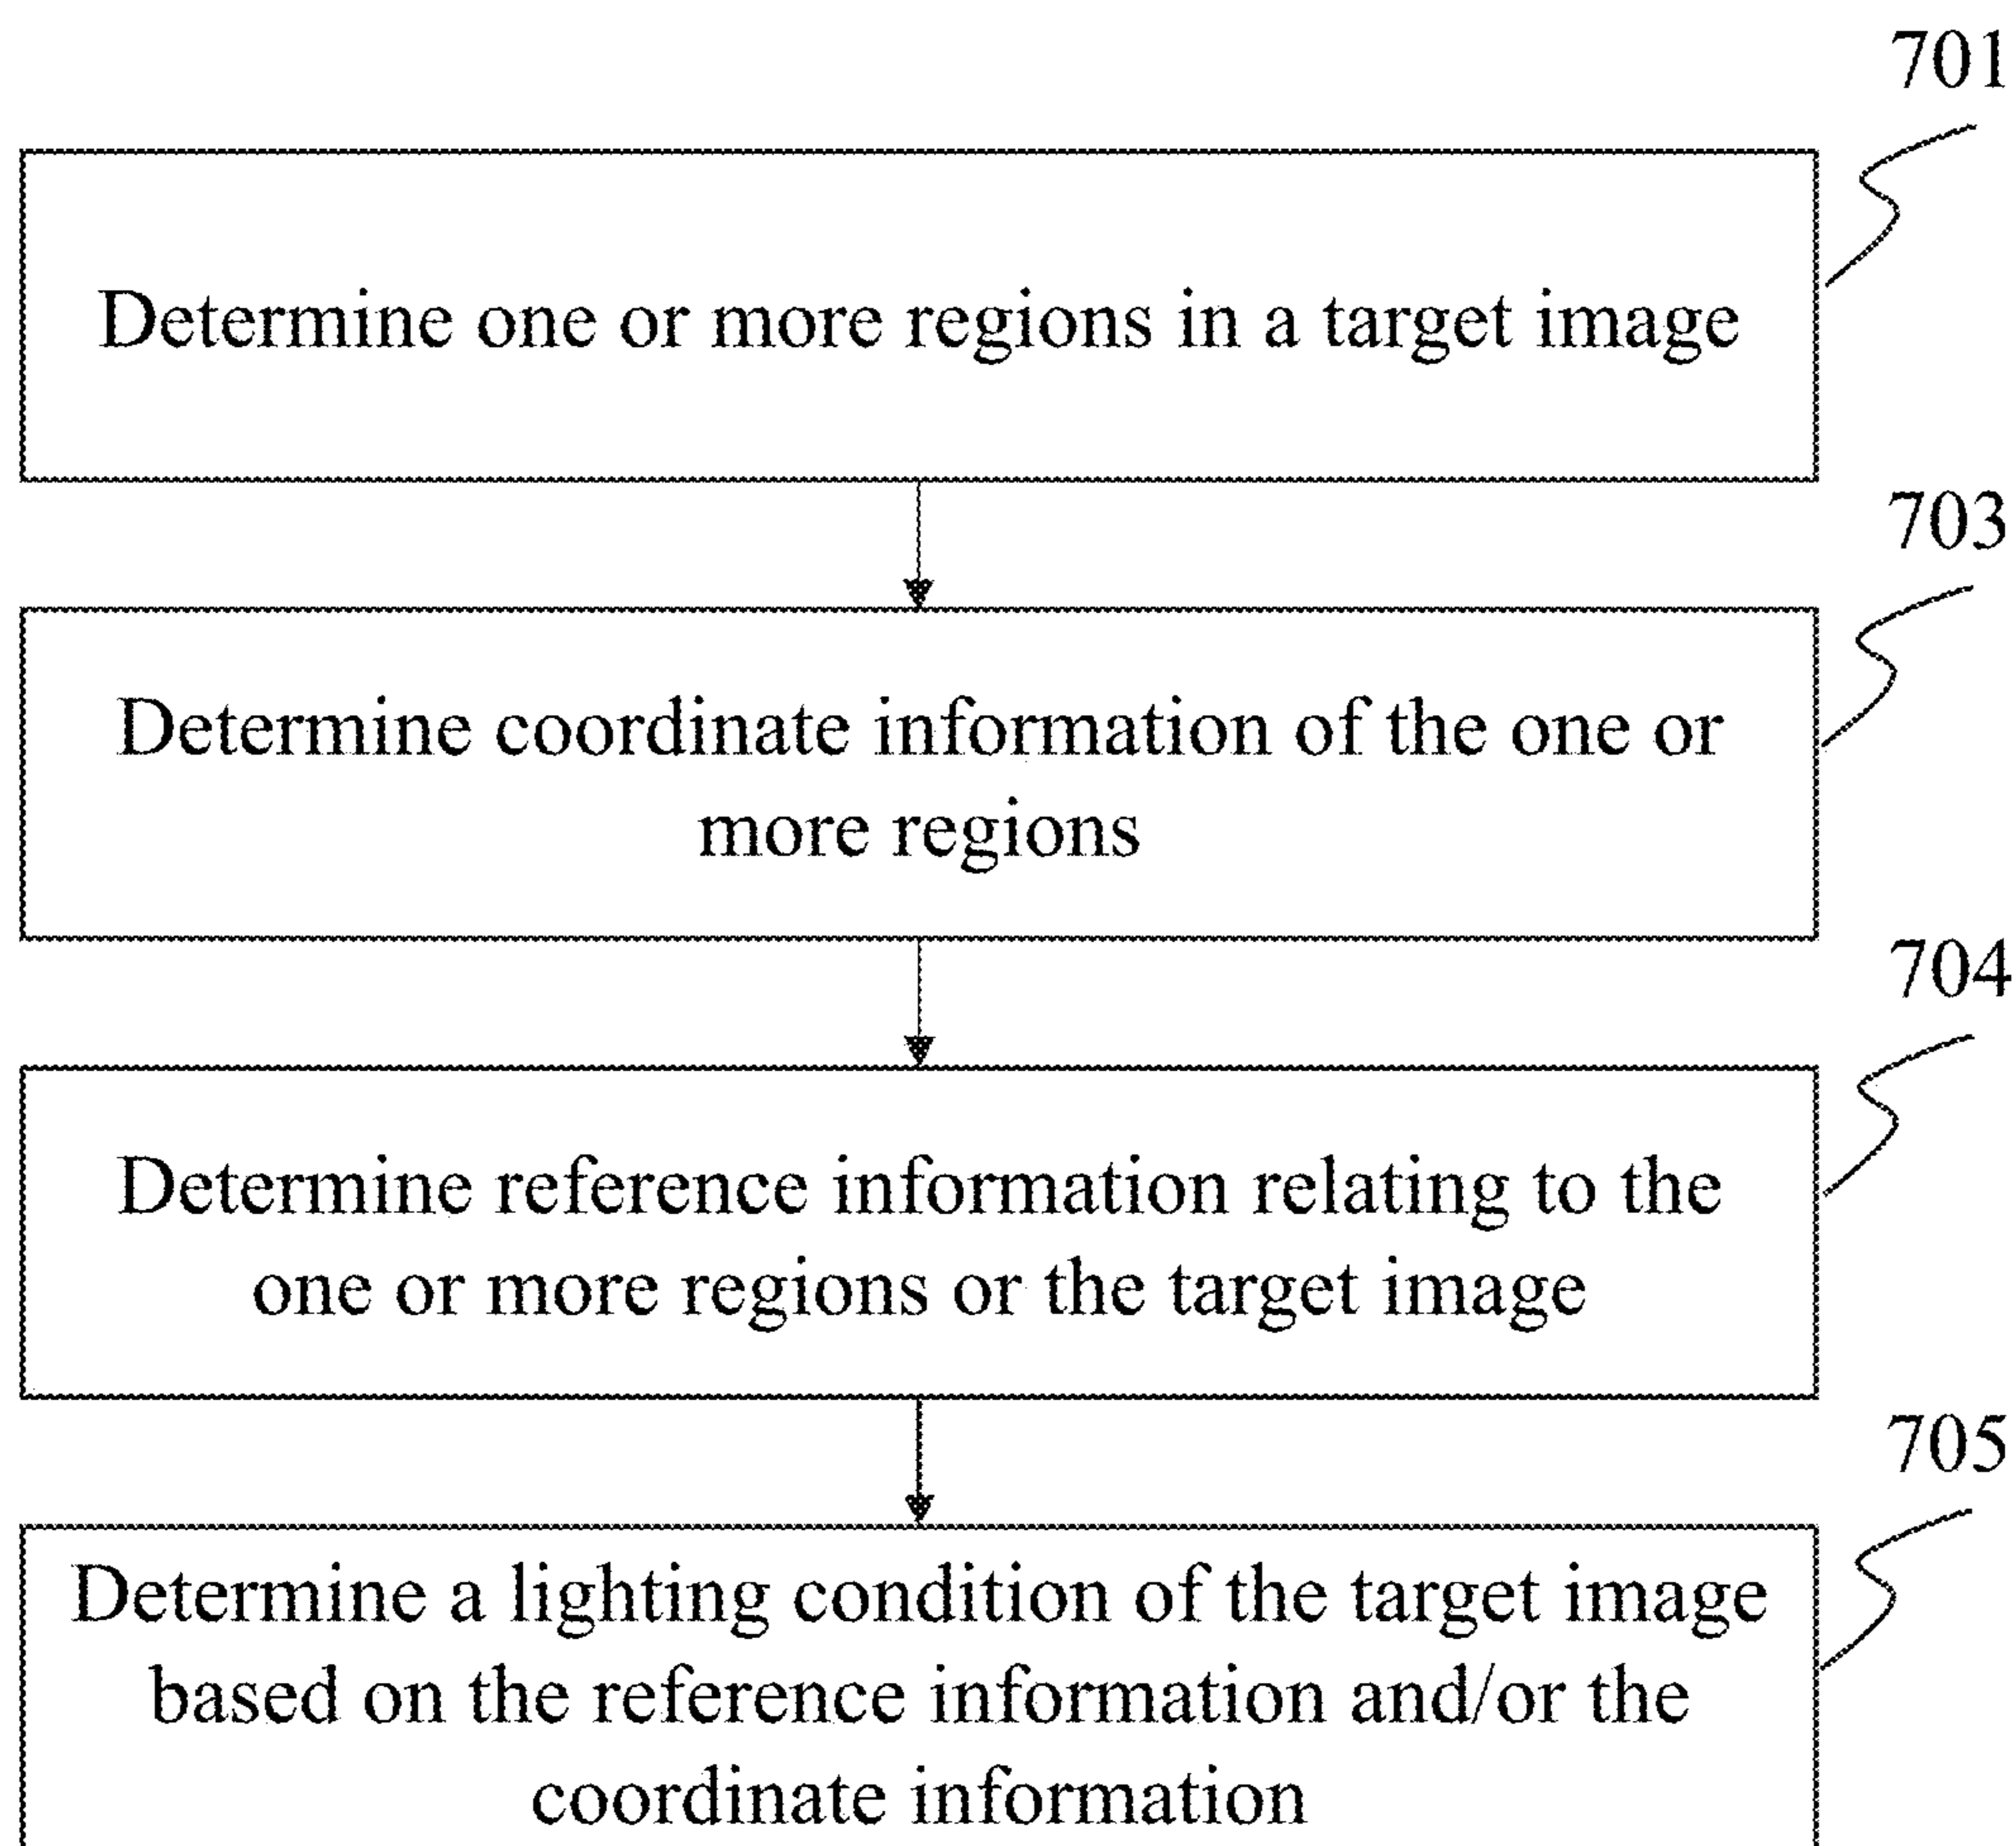 701
Determine one or more regions in a target image
703
Determine coordinate information of the one or
more regions
704
Determine reference information relating to the
one or more regions or the target image
705
Determine a lighting condition of the target image
based on the reference information and/or the
coordinate information